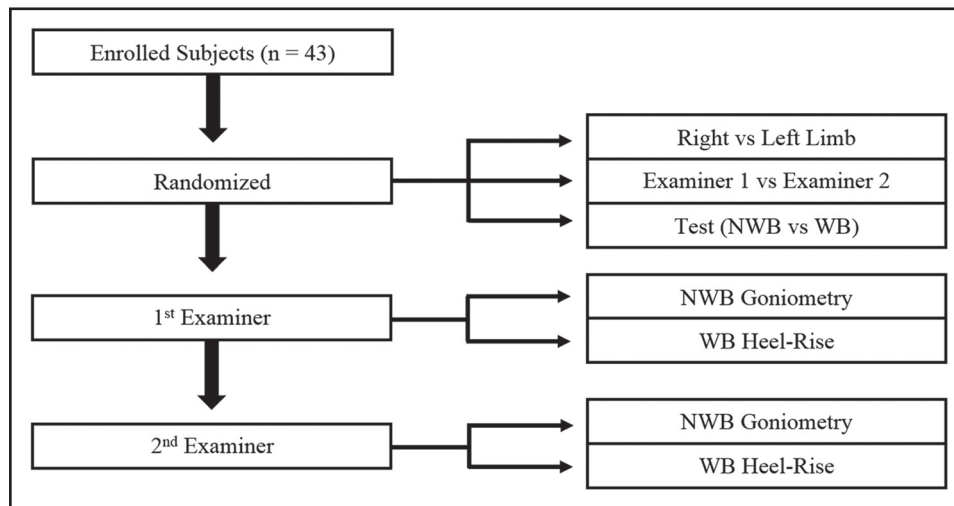 Enrolled Subjects (n = 43)
Randomized
Right vs Left Limb
Examiner 1 vs Examiner 2
Test (NWB vs WB)
1st Examiner
NWB Goniometry
WB Heel-Rise
2nd Examiner
NWB Goniometry
WB Heel-Rise